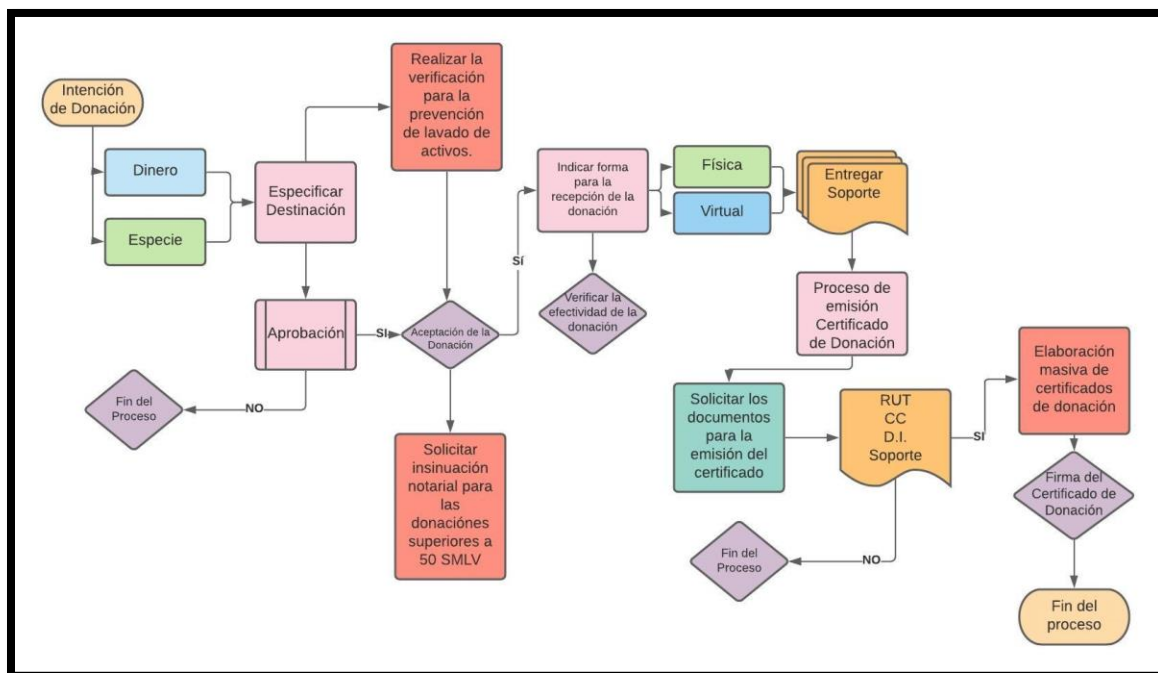 Intención
de Donación
Dinero
Especie
Especificar
Destinación
Realizar la
verificación
para la
prevención
de lavado de
activos.
Aprobación
SI
NO
Fin del
Proceso
Aceptación de la
Donación
Solicitar
insinuación
notarial para
las
donaciónes
superiores a
50 SMLV
Sí
Indicar forma
para la
recepción de la
donación
Verificar la
efectividad de la
donación
Física
Virtual
Entregar
Soporte
Proceso de
emisión
Certificado
de Donación
Solicitar los
documentos
para la
emisión del
certificado
RUT
CC
D.I.
Soporte
NO
Fin del
Proceso
SI
Elaboración
masiva de
certificados
de donación
Firma del
Certificado de
Donación
Fin del
proceso